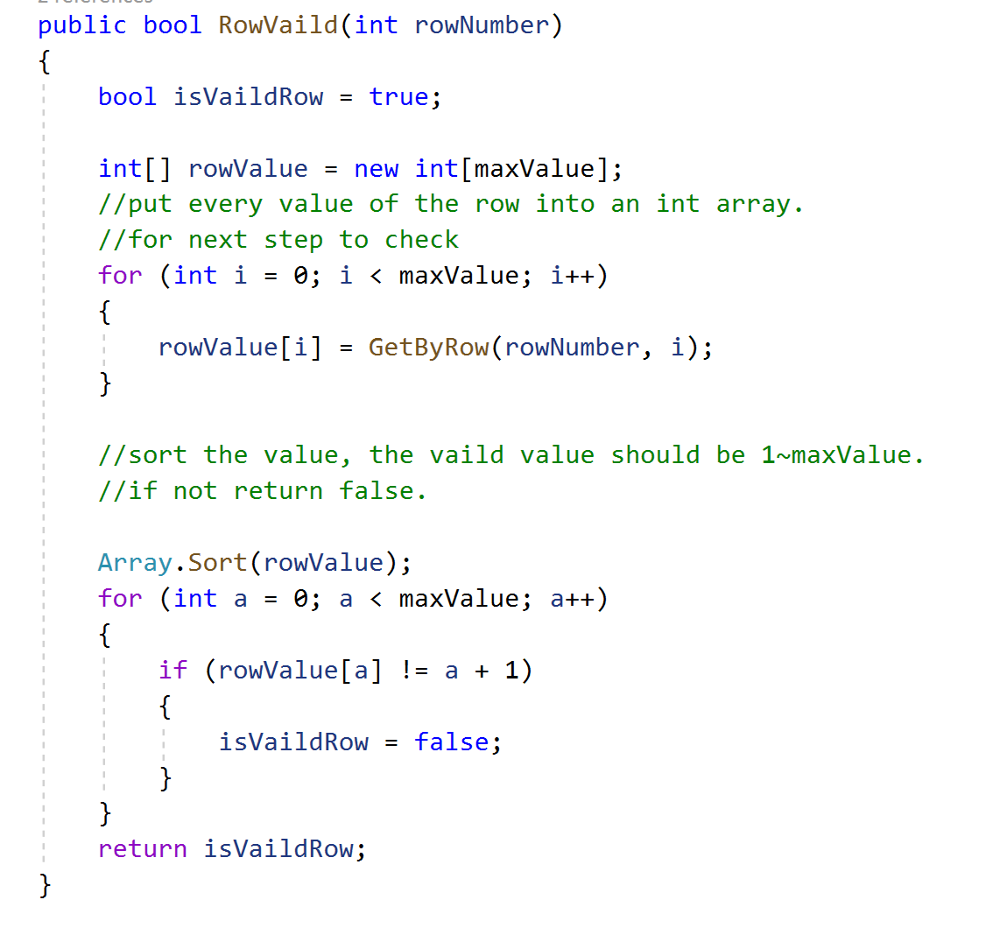 2 references
public bool RowVaild(int rowNumber)
{
bool isVaildRow = true;
int[] rowValue = new int[maxValue];
//put every value of the row into an int array.
//for next step to check
for (int i = 0; i < maxValue; i++)
{
rowValue[i] = GetByRow(rowNumber, i);
}
//sort the value, the vaild value should be 1~maxValue.
//if not return false.
Array.Sort(rowValue);
for (int a = 0; a < maxValue; a++)
{
if (rowValue[a] != a + 1)
{
isVaildRow = false;
}
}
return isVaildRow;
}